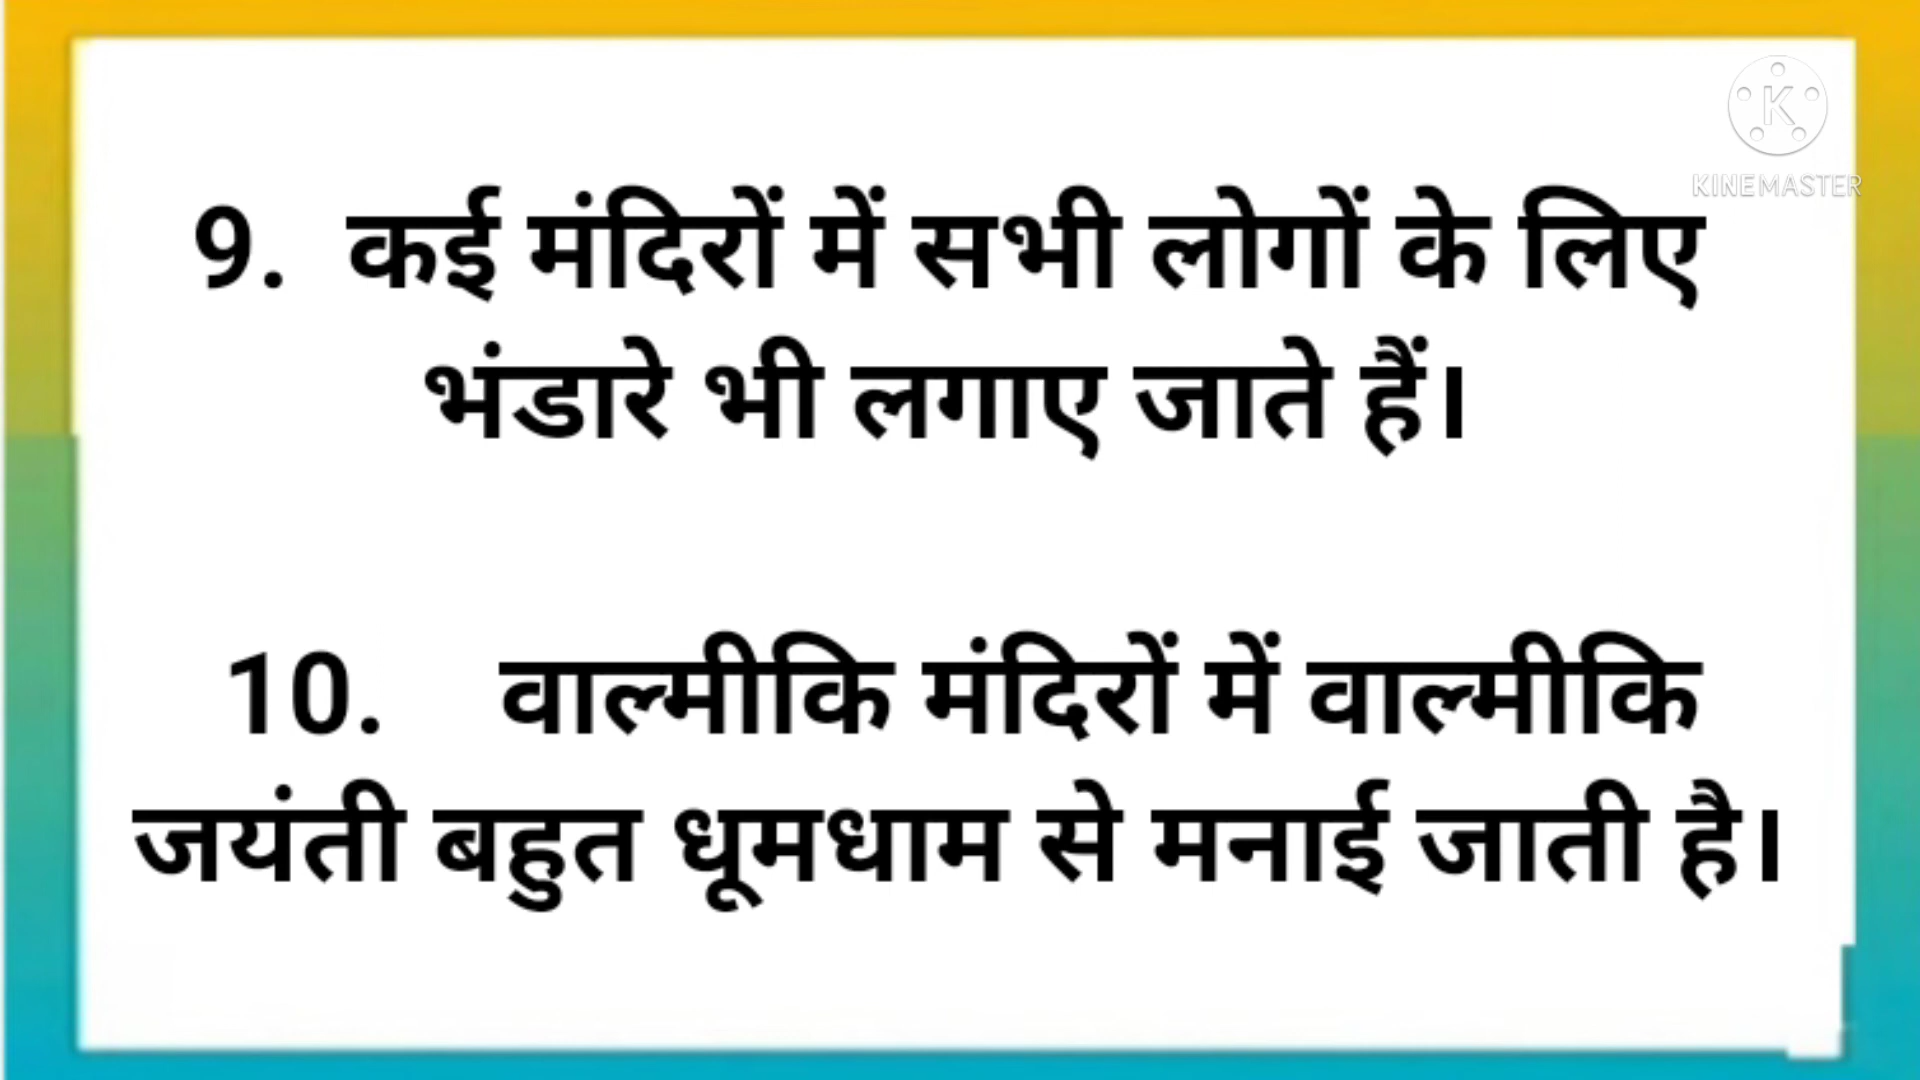 KINEMASTER
9. कई मंदिरों में सभी लोगों के लिए
भंडारे भी लगाए जाते हैं।
10. वाल्मीकि मंदिरों में वाल्मीकि
जयंती बहुत धूमधाम से मनाई जाती है।